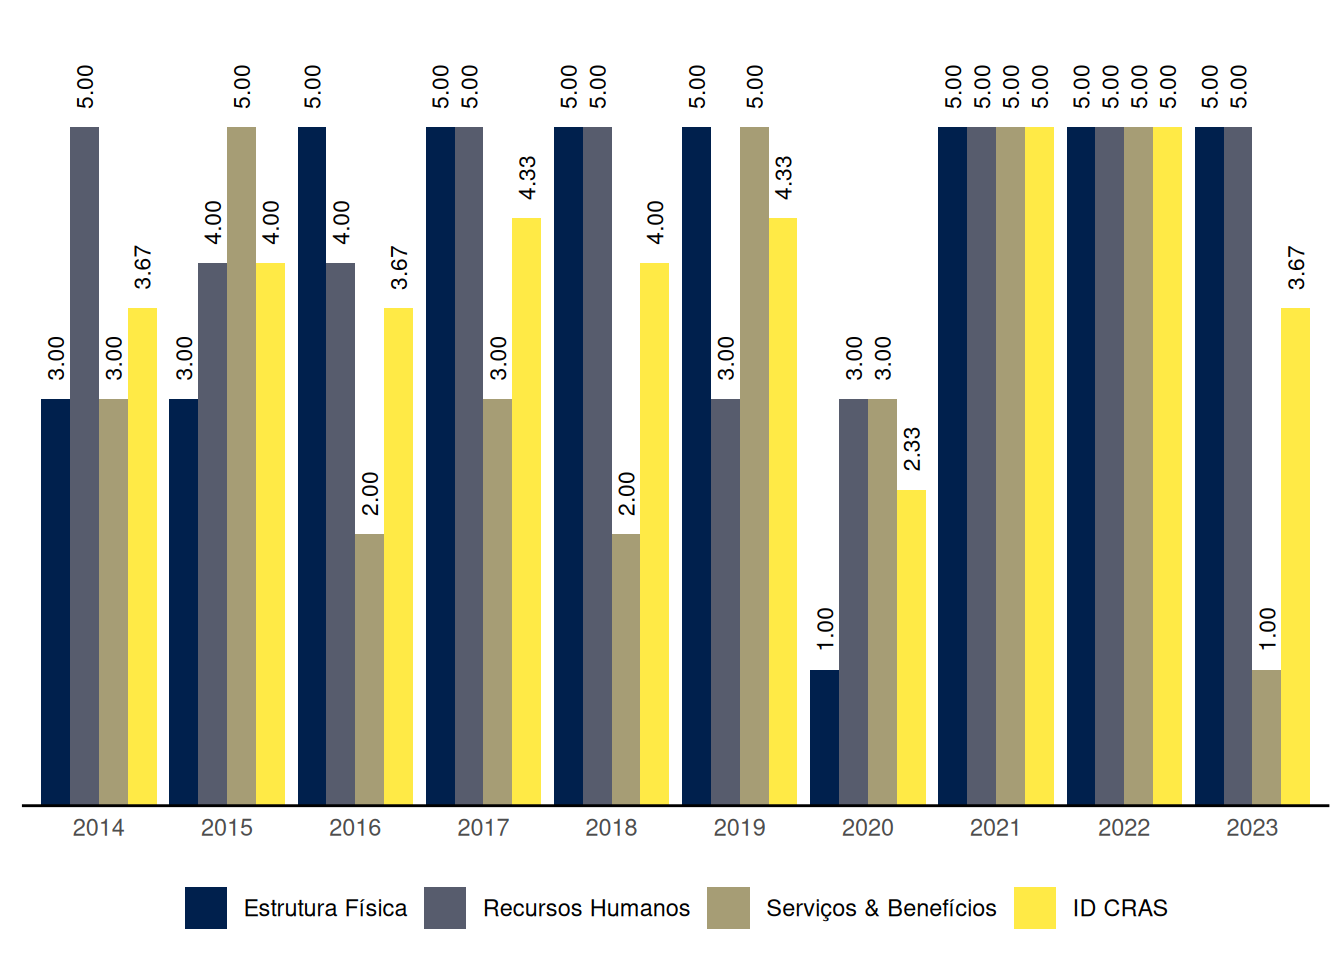 3.00 5.00 3.00 3.67
3.00 4.00 5.00 4.00
5.00 4.00 2.00 3.67
5.00 5.00 3.00 4.33
5.00 5.00 2.00 4.00
5.00 3.00 5.00 4.33
1.00 3.00 3.00 2.33
5.00 5.00 5.00 5.00
5.00 5.00 5.00 5.00
5.00 5.00 1.00 3.67
2014 2015 2016 2017 2018 2019 2020 2021 2022 2023
Estrutura Física Recursos Humanos Serviços & Benefícios ID CRAS